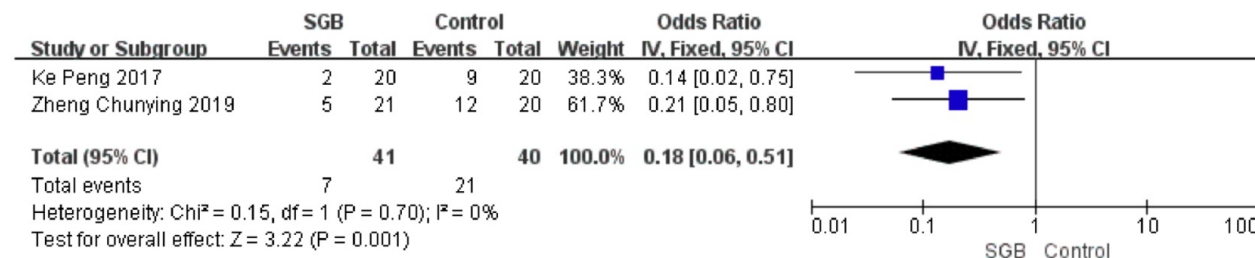 SGB Control Odds Ratio Odds Ratio
Study or Subgroup Events Total Events Total Weight IV, Fixed, 95% CI IV, Fixed, 95% CI
Ke Peng 2017 2 20 9 20 38.3% 0.14 [0.02, 0.75]
Zheng Chunying 2019 5 21 12 20 61.7% 0.21 [0.05, 0.80]
Total (95% CI) 41 40 100.0% 0.18 [0.06, 0.51]
Total events 7 21
Heterogeneity: Chi² = 0.15, df = 1 (P = 0.70); I² = 0%
Test for overall effect: Z = 3.22 (P = 0.001)
0.01 0.1 1 10 100
SGB Control